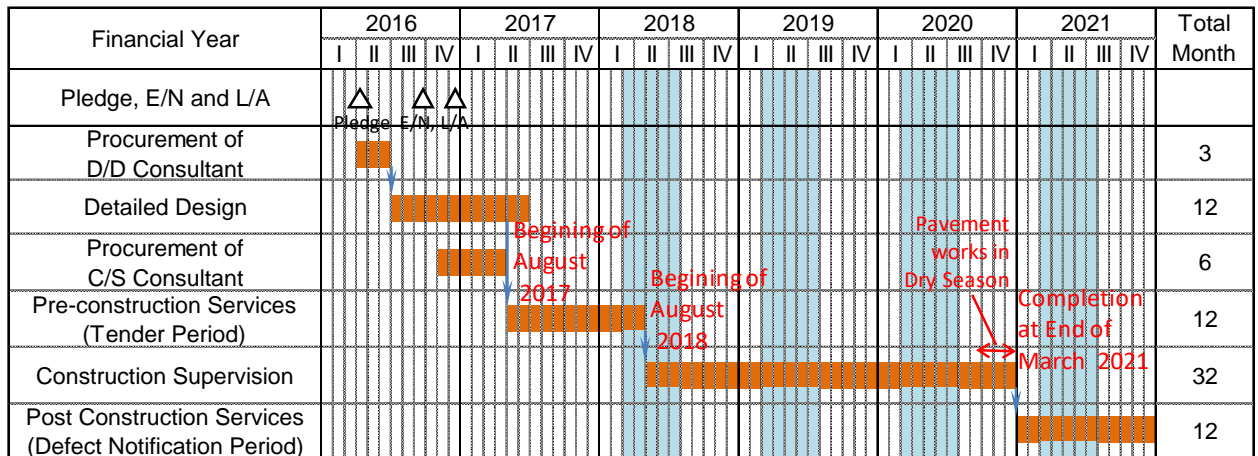 Financial Year 2016 2017 2018 2019 2020 2021 Total Month
I II III IV I II III IV I II III IV I II III IV I II III IV I II III IV
Pledge, E/N and L/A
Pledge E/N, L/A
Procurement of
D/D Consultant 3
Detailed Design 12
Procurement of
C/S Consultant 6
Begining of
August
2017
Pre-construction Services
(Tender Period) 12
Begining of
August
2018
Pavement
works in
Dry Season
Completion
at End of
March 2021
Construction Supervision 32
Post Construction Services
(Defect Notification Period) 12